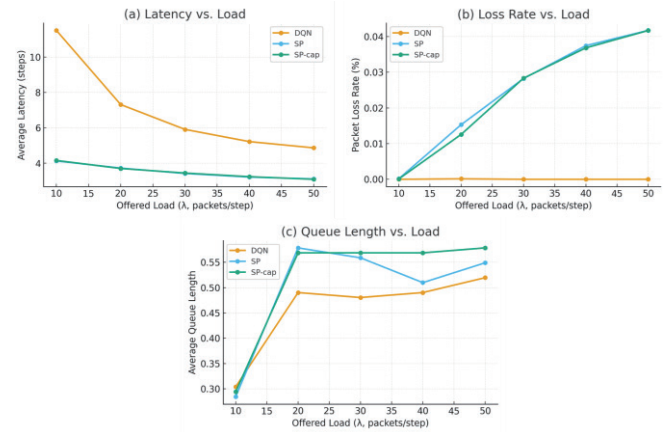 (a) Latency vs. Load
Average Latency (steps)
10
8
6
4
10 15 20 25 30 35 40 45 50
Offered Load (λ, packets/step)
DQN
SP
SP-cap
(b) Loss Rate vs. Load
Packet Loss Rate (%)
0.04
0.03
0.02
0.01
0.00
10 15 20 25 30 35 40 45 50
Offered Load (λ, packets/step)
DQN
SP
SP-cap
(c) Queue Length vs. Load
Average Queue Length
0.55
0.50
0.45
0.40
0.35
0.30
10 15 20 25 30 35 40 45 50
Offered Load (λ, packets/step)
DQN
SP
SP-cap